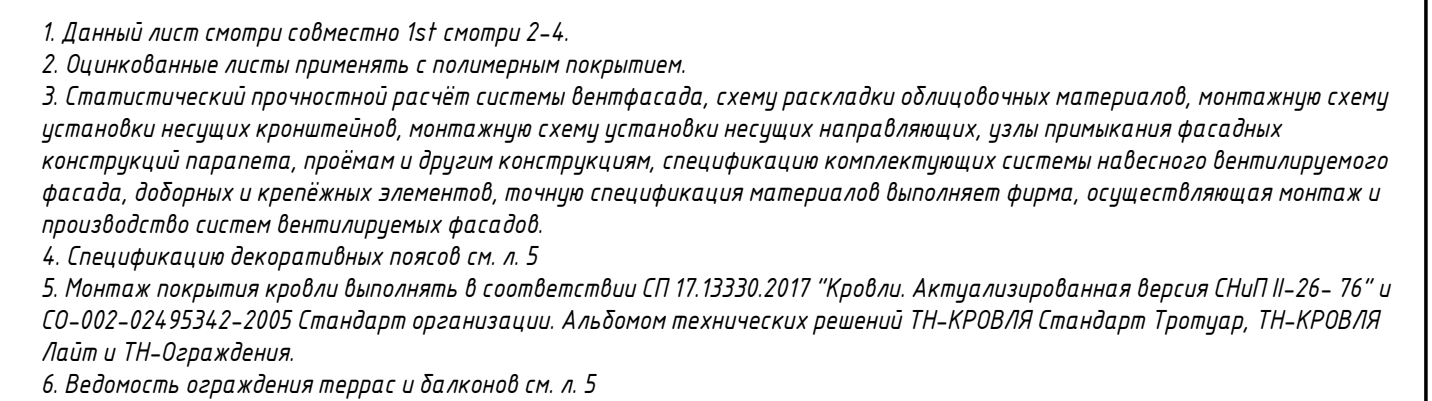 1. Данный лист смотри совместно 1st смотри 2-4.
2. Оцинкованные листы применять с полимерным покрытием.
3. Статистический прочностной расчёт системы вентфасада, схему раскладки облицовочных материалов, монтажную схему
установки несущих кронштейнов, монтажную схему установки несущих направляющих, узлы примыкания фасадных
конструкций парапета, проёмам и другим конструкциям, спецификацию комплектующих системы навесного вентилируемого
фасада, доборных и крепёжных элементов, точную спецификация материалов выполняет фирма, осуществляющая монтаж и
производство систем вентилируемых фасадов.
4. Спецификацию декоративных поясов см. л. 5
5. Монтаж покрытия кровли выполнять в соответствии СП 17.13330.2017 "Кровли. Актуализированная версия СНиП II-26- 76" и
СО-002-02495342-2005 Стандарт организации. Альбомом технических решений ТН-КРОВЛЯ Стандарт Тротуар, ТН-КРОВЛЯ
Лайт и ТН-Ограждения.
6. Ведомость ограждения террас и балконов см. л. 5